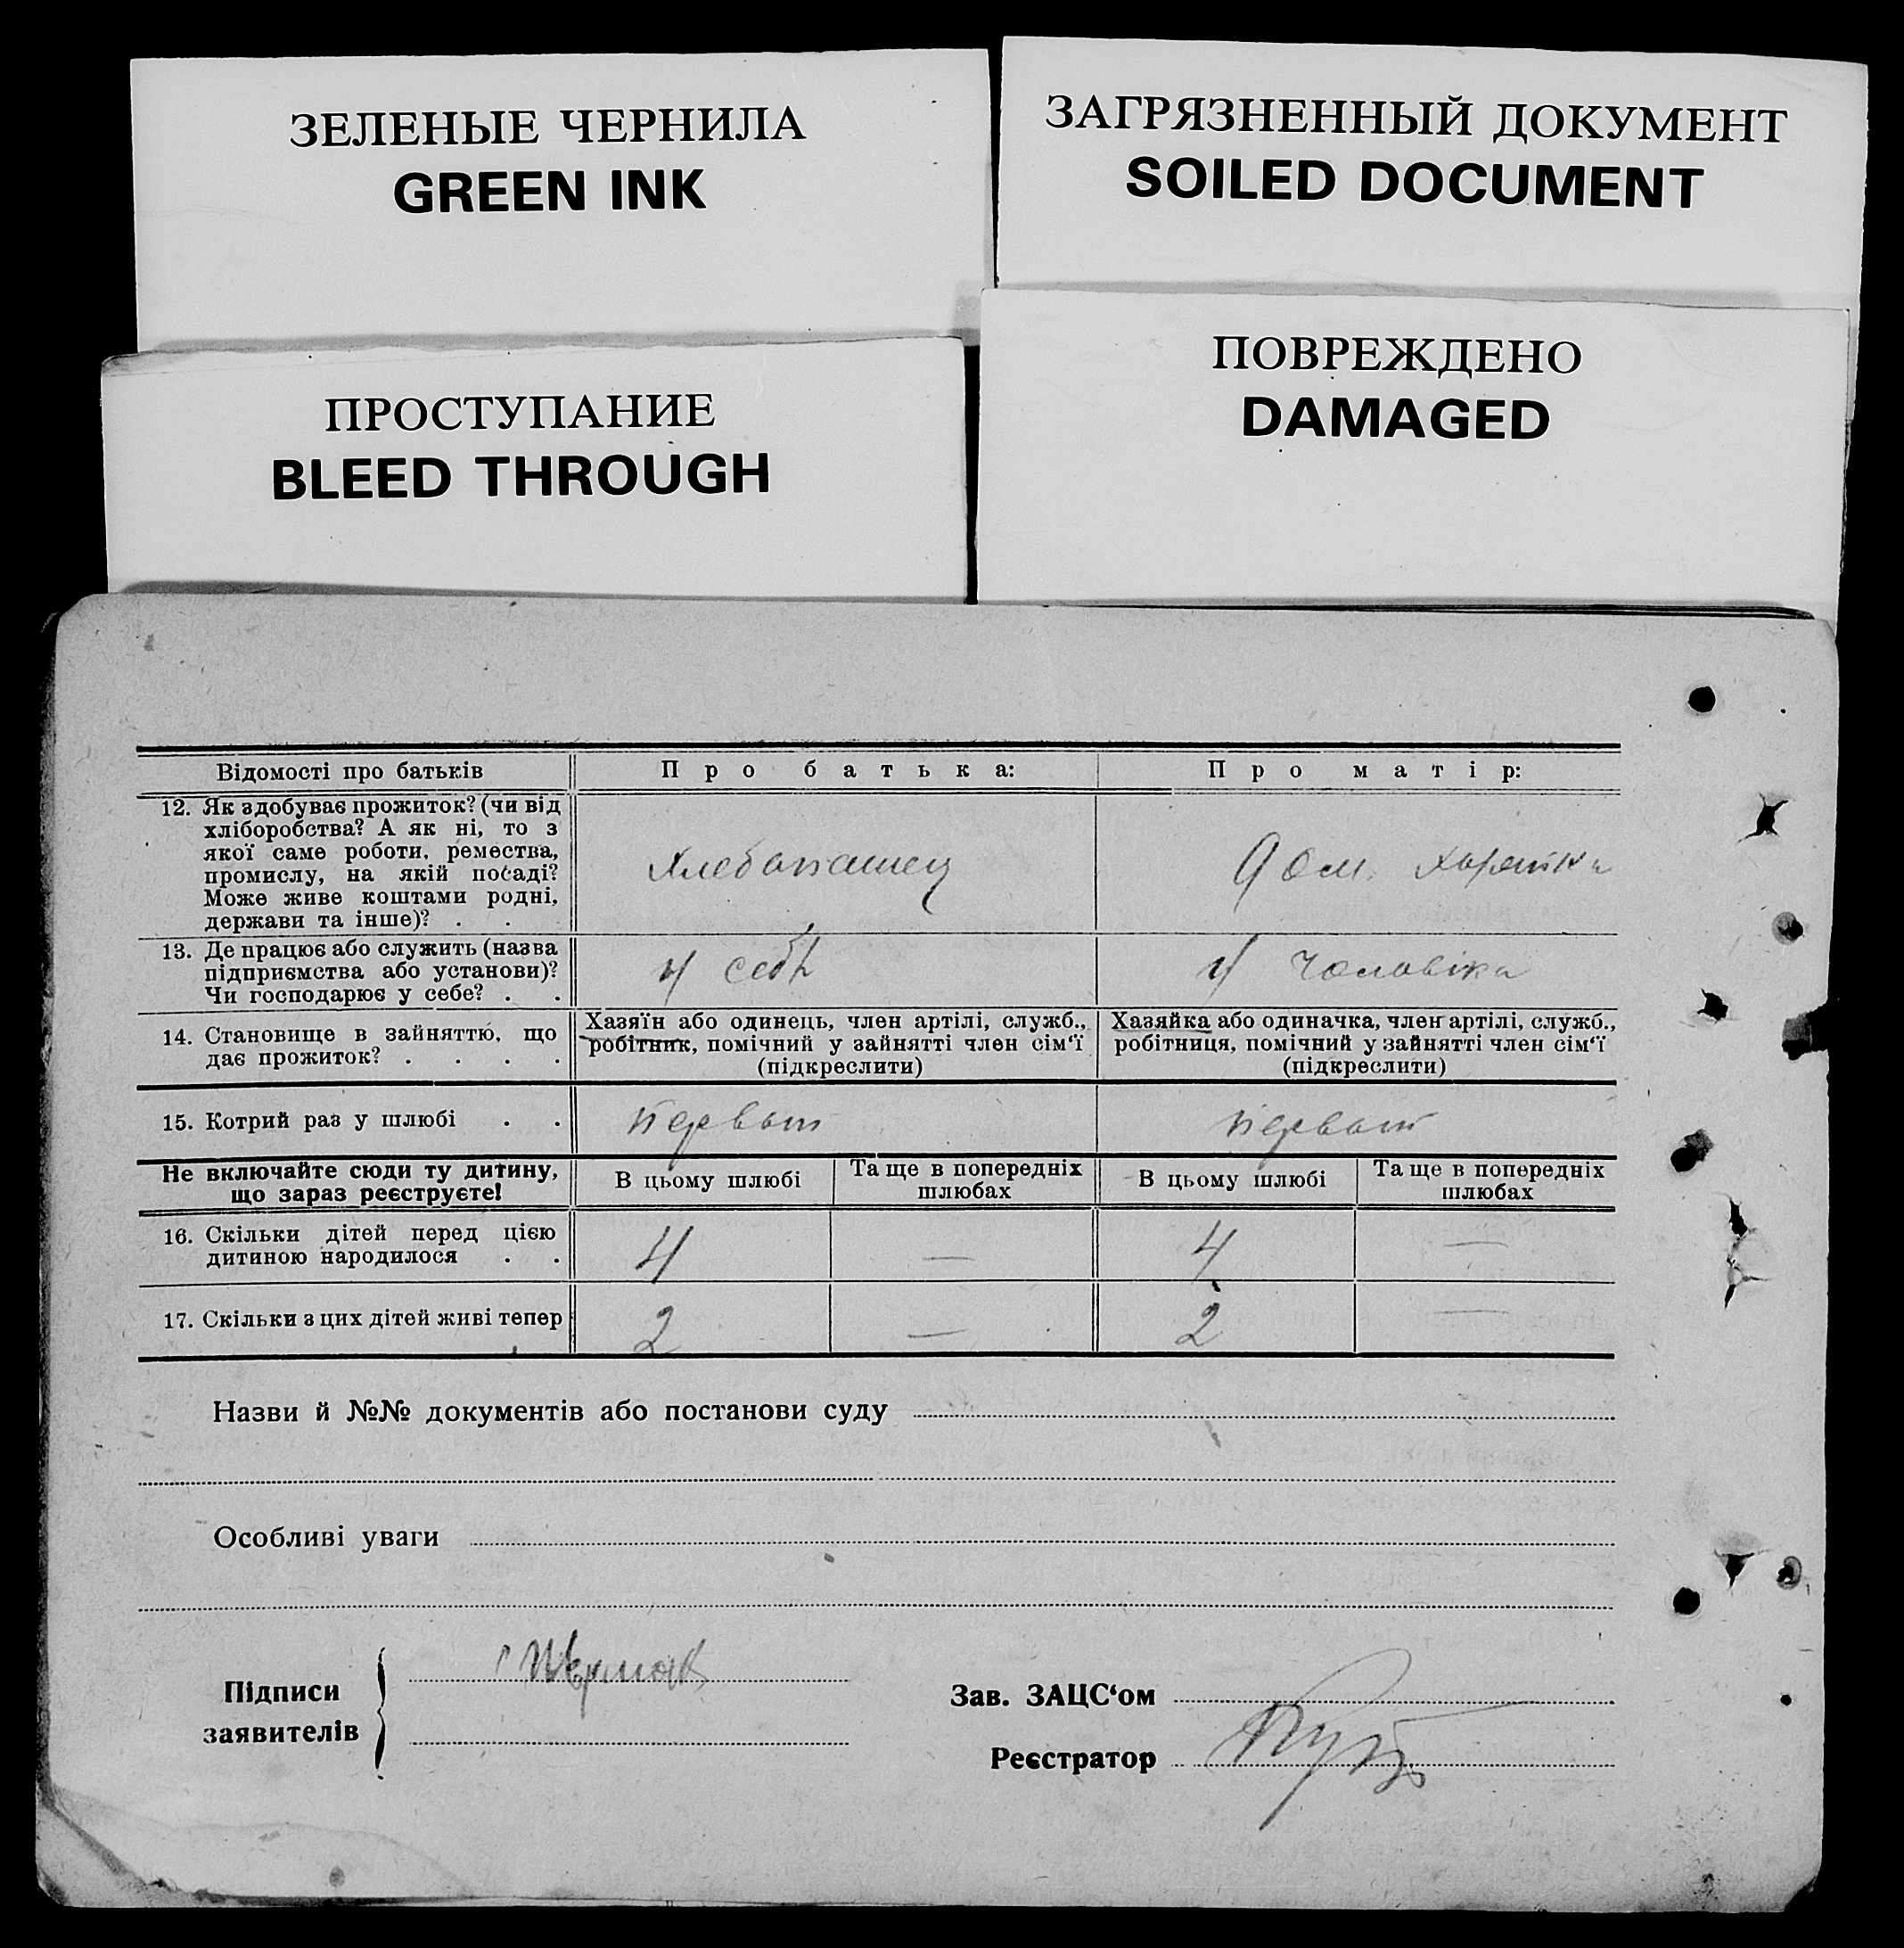 ЗЕЛЕНЫЕ ЧЕРНИЛА
GREEN INK
ЗАГРЯЗНЕННЫЙ ДОКУМЕНТ
SOILED DOCUMENT
ПРОСТУПАНИЕ
BLEED THROUGH
ПОВРЕЖДЕНО
DAMAGED
Відомості про батьків
Про батька:
Про матір:
12. Як здобуває прожиток? (чи від
хліборобства? А як ні, то з
якої саме роботи, ремества,
промислу, на якій посаді?
Може живе коштами родні,
держави та інше)? . .
Хлебопашец
Дом.
13. Де працює або служить (назва
підприємства або установи)?
Чи господарює у себе? . .
у себе
у чоловіка
14. Становище в зайняттю, що
дає прожиток? . . . .
Хазяїн або одинець, член артілі, служб.,
робітник, помічний у зайнятті член сім‘ї
(підкреслити)
Хазяйка або одиначка, член артілі, служб.,
робітниця, помічний у зайнятті член сім‘ї
(підкреслити)
15. Котрий раз у шлюбі . .
Первый
Первый
Не включайте сюди ту дитину,
що зараз реєструєте!
В цьому шлюбі
Та ще в попередніх
шлюбах
В цьому шлюбі
Та ще в попередніх
шлюбах
16. Скільки дітей перед цією
дитиною народилося . .
4
—
4
—
17. Скільки з цих дітей живі тепер
2
—
2
—
Назви й №№ документів або постанови суду
Особливі уваги
Підписи
заявителів
Зав. ЗАЦС‘ом
Реєстратор